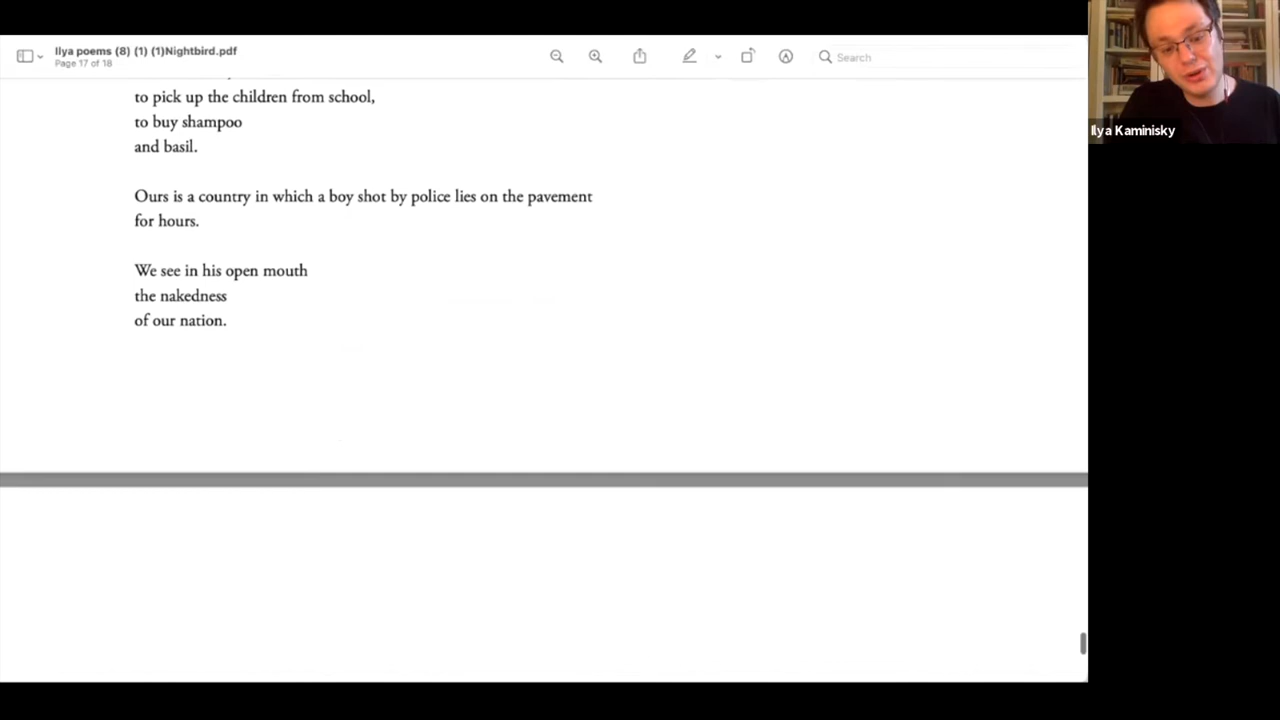 Ilya poems (8) (1) (1)Nightbird.pdf
Page 17 of 18
Search
Ilya Kaminisky
to pick up the children from school,
to buy shampoo
and basil.
Ours is a country in which a boy shot by police lies on the pavement
for hours.
We see in his open mouth
the nakedness
of our nation.